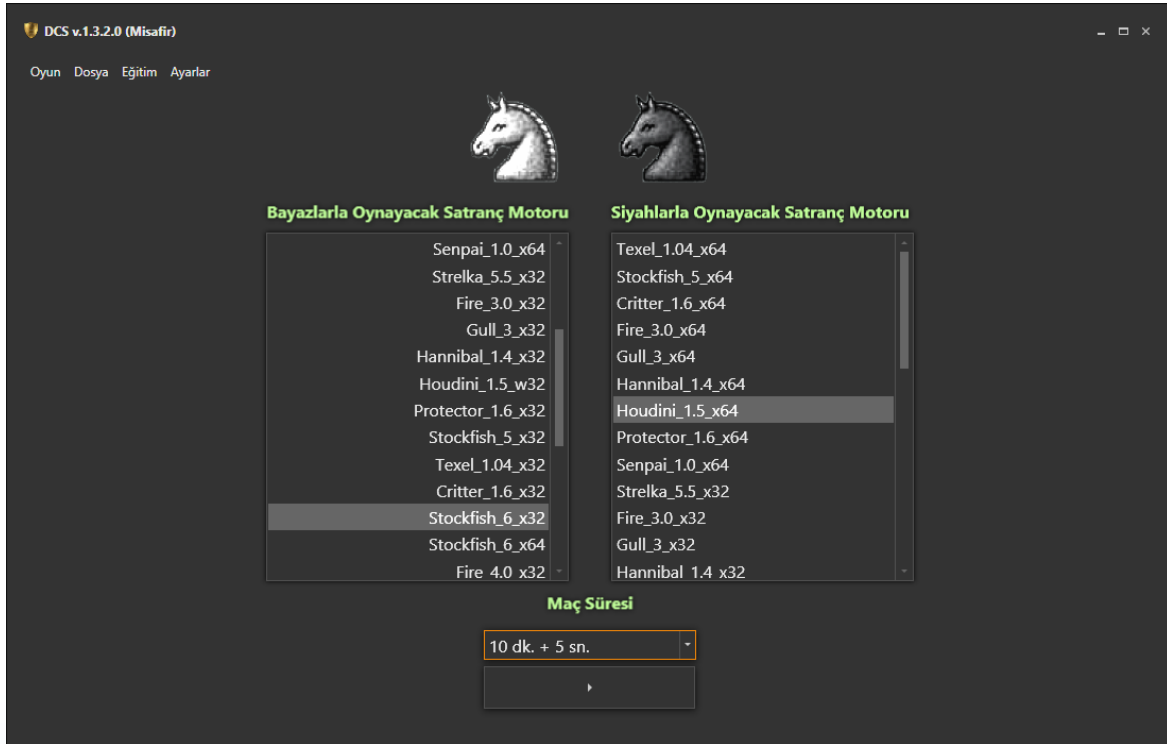 DCS v.1.3.2.0 (Misafir)
Oyun Dosya Eğitim Ayarlar
Bayazlarla Oynayacak Satranç Motoru
Senpai_1.0_x64
Strelka_5.5_x32
Fire_3.0_x32
Gull_3_x32
Hannibal_1.4_x32
Houdini_1.5_w32
Protector_1.6_x32
Stockfish_5_x32
Texel_1.04_x32
Critter_1.6_x32
Stockfish_6_x32
Stockfish_6_x64
Fire_4.0_x32
Siyahlarla Oynayacak Satranç Motoru
Texel_1.04_x64
Stockfish_5_x64
Critter_1.6_x64
Fire_3.0_x64
Gull_3_x64
Hannibal_1.4_x64
Houdini_1.5_x64
Protector_1.6_x64
Senpai_1.0_x64
Strelka_5.5_x32
Fire_3.0_x32
Gull_3_x32
Hannibal_1.4_x32
Maç Süresi
10 dk. + 5 sn.